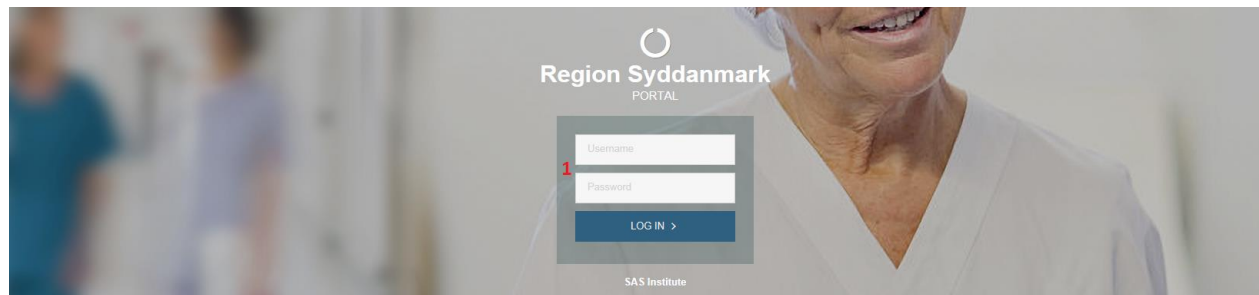 Region Syddanmark
PORTAL
Username
1
Password
LOG IN >
SAS Institute